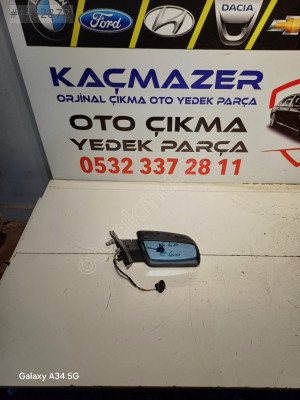 Ford
DACIA
KAÇMAZER
ORJİNAL ÇIKMA OTO YEDEK PARÇA
OTO ÇIKMA
YEDEK PARÇA
0532 337 28 11
Galaxy A34 5G